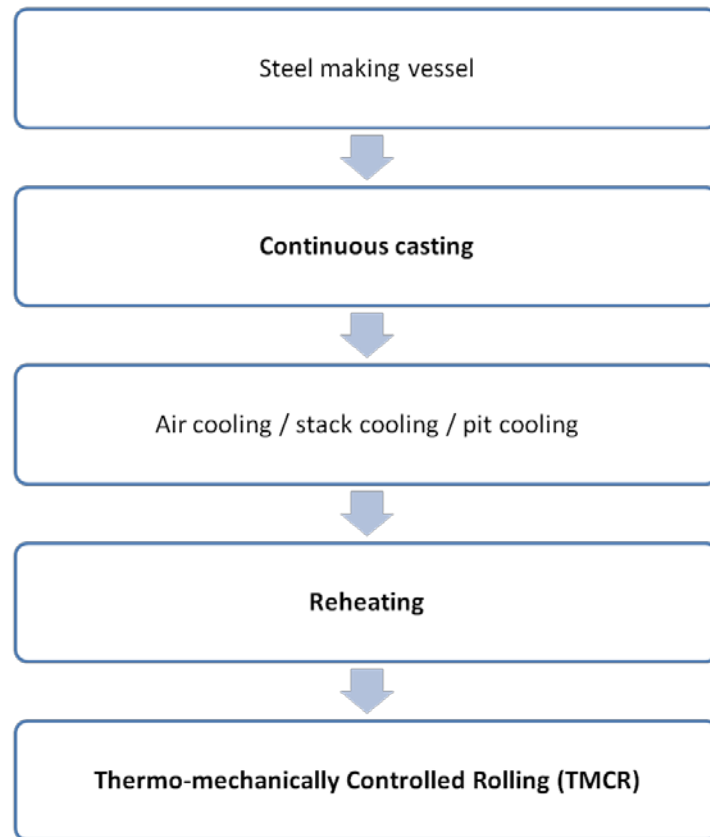 Steel making vessel
Continuous casting
Air cooling / stack cooling / pit cooling
Reheating
Thermo-mechanically Controlled Rolling (TMCR)